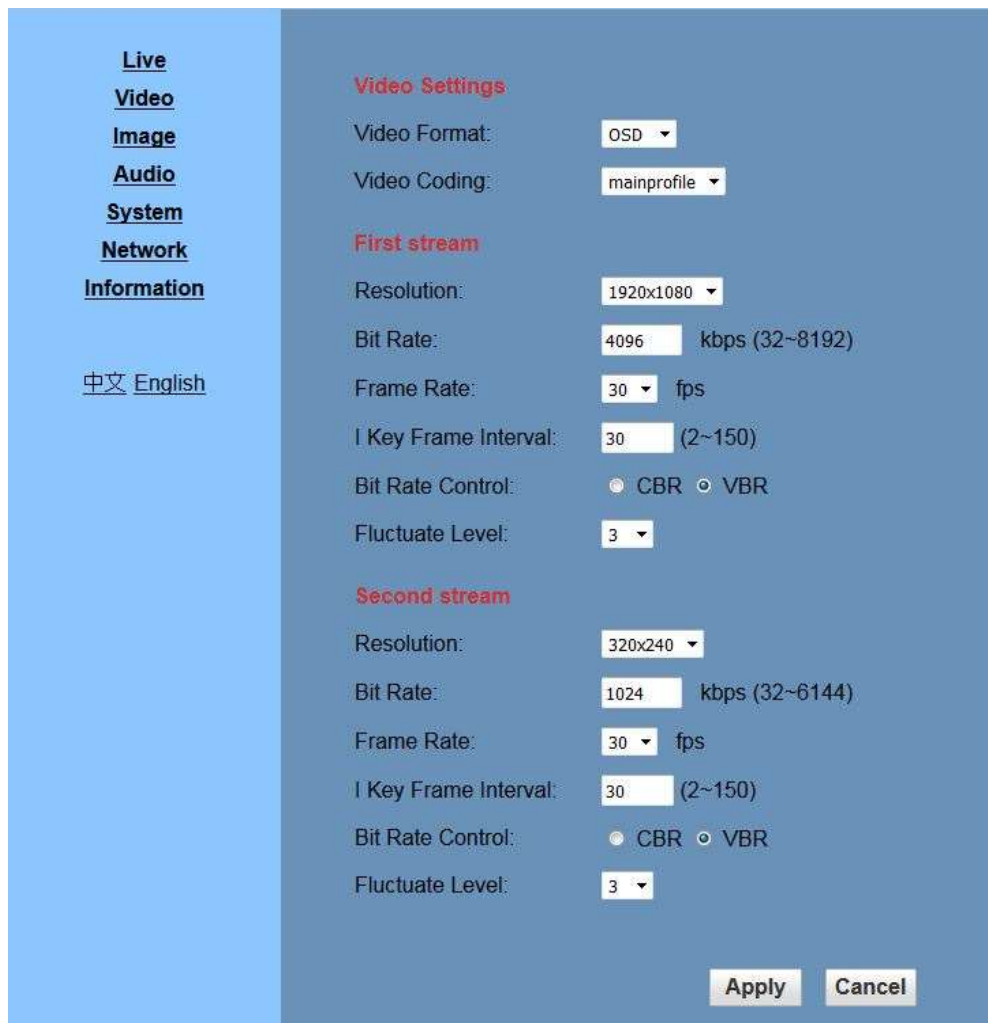 Live
Video
Image
Audio
System
Network
Information
中文 English
Video Settings
Video Format: OSD
Video Coding: mainprofile
First stream
Resolution: 1920x1080
Bit Rate: 4096 kbps (32~8192)
Frame Rate: 30 fps
I Key Frame Interval: 30 (2~150)
Bit Rate Control: CBR VBR
Fluctuate Level: 3
Second stream
Resolution: 320x240
Bit Rate: 1024 kbps (32~6144)
Frame Rate: 30 fps
I Key Frame Interval: 30 (2~150)
Bit Rate Control: CBR VBR
Fluctuate Level: 3
Apply Cancel